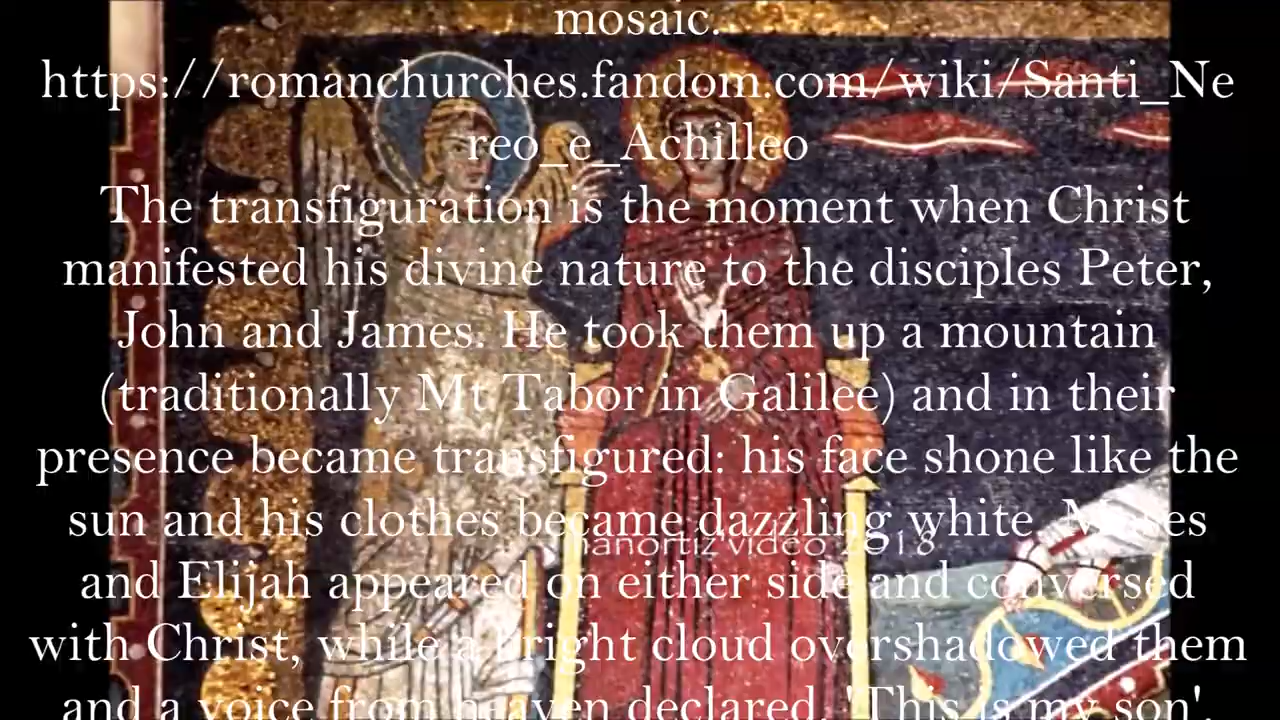 mosaic.
https://romanchurches.fandom.com/wiki/Santi_Ne
reo_e_Achilleo
The transfiguration is the moment when Christ
manifested his divine nature to the disciples Peter,
John and James. He took them up a mountain
(traditionally Mt Tabor in Galilee) and in their
presence became transfigured: his face shone like the
sun and his clothes became dazzling white. Moses
manortiz video 2018
and Elijah appeared on either side and conversed
with Christ, while a bright cloud overshadowed them
and a voice from heaven declared, 'This is my son'.